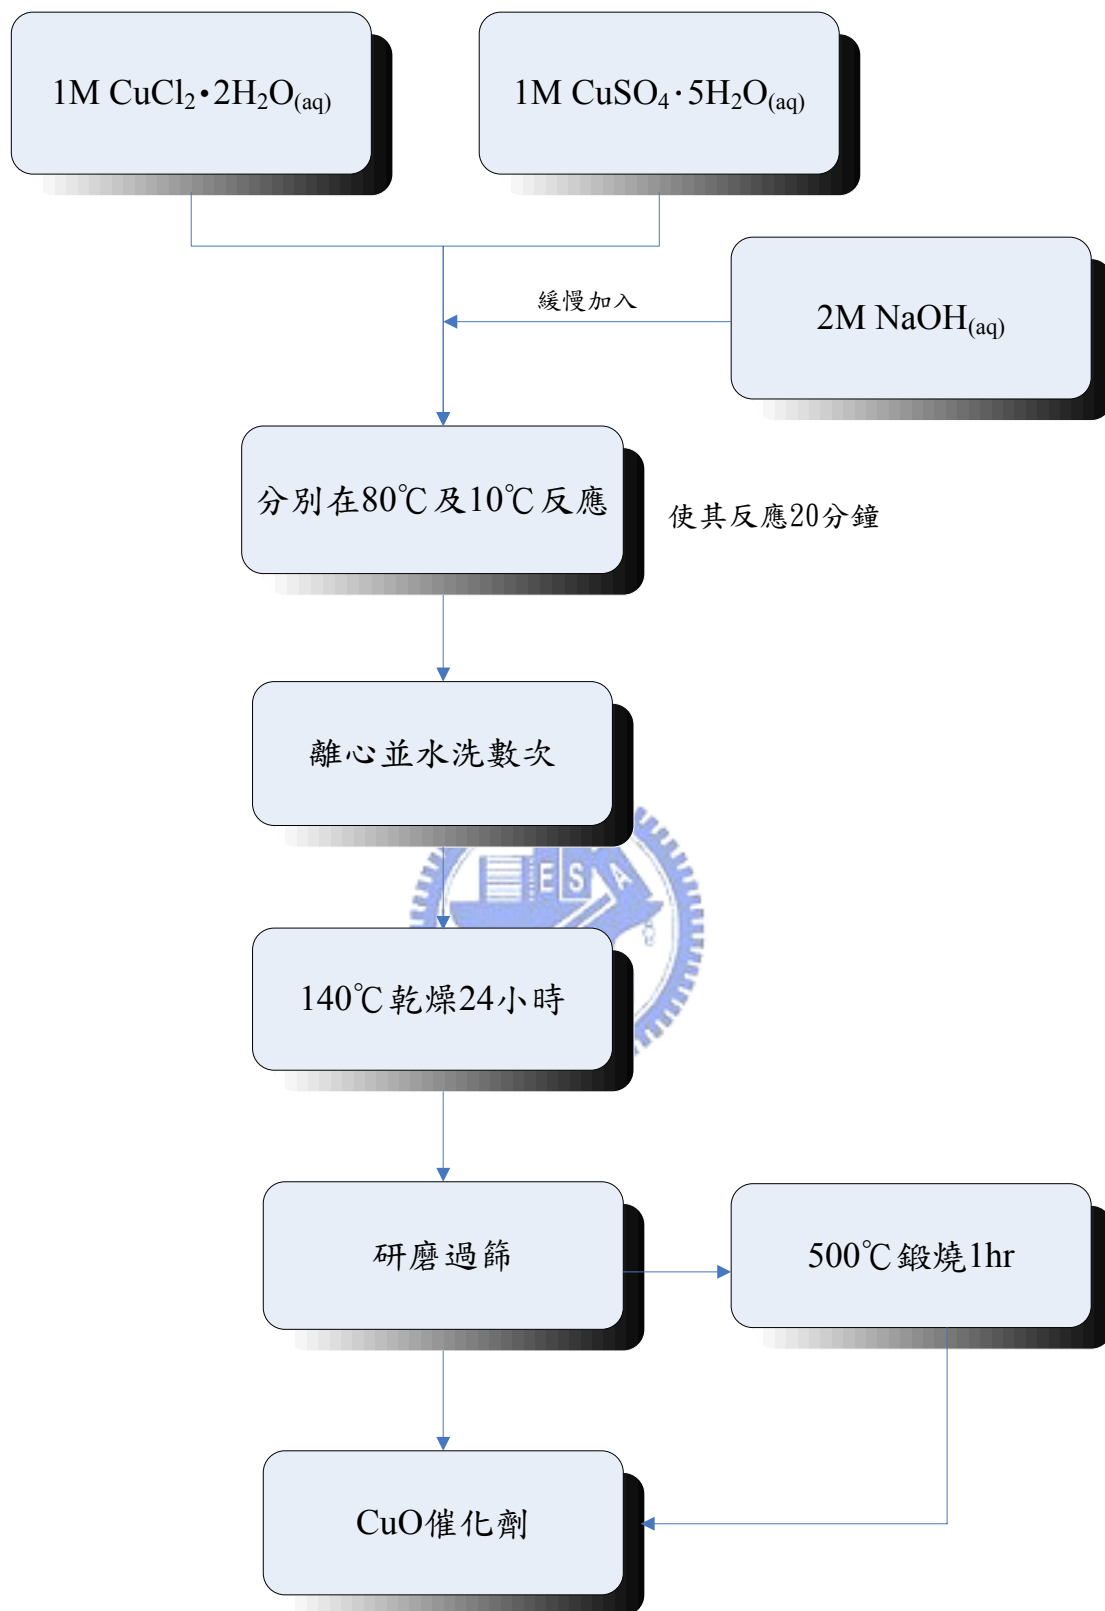 1M CuCl₂•2H₂O(aq)
1M CuSO₄·5H₂O(aq)
緩慢加入
2M NaOH(aq)
分別在80℃及10℃反應
使其反應20分鐘
離心並水洗數次
ESA
140℃乾燥24小時
研磨過篩
500℃鍛燒1hr
CuO催化劑